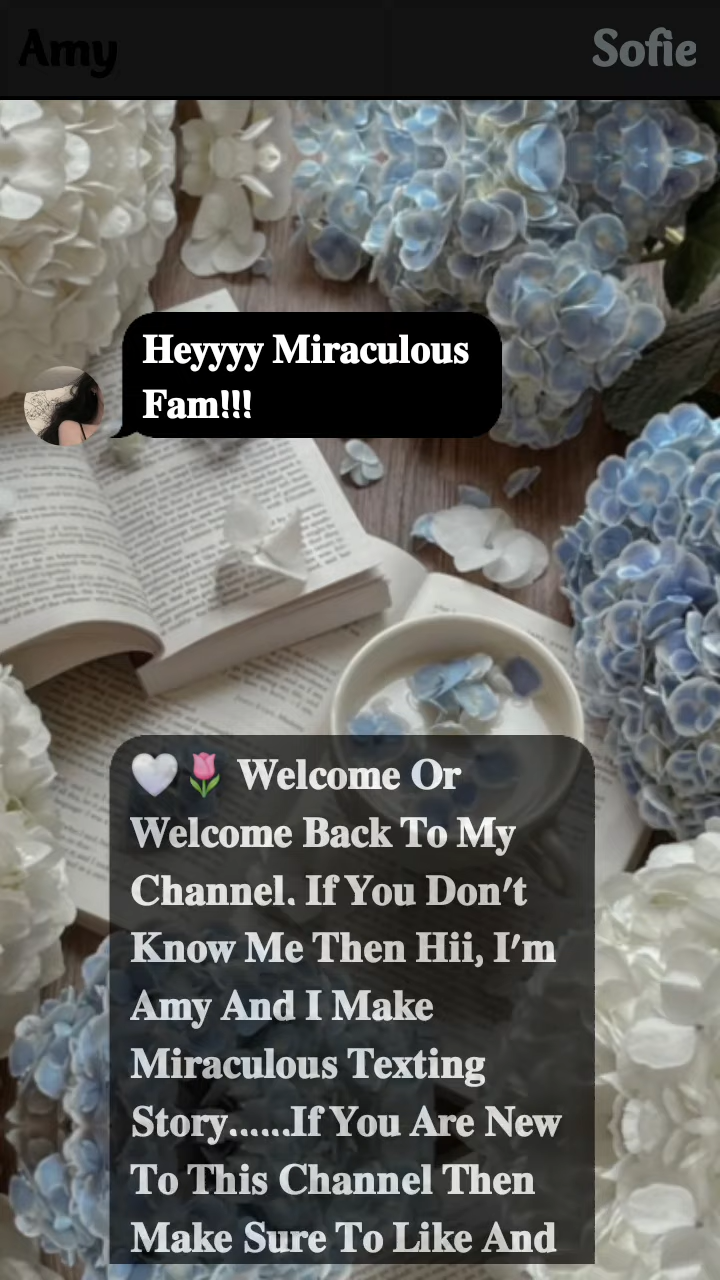 Amy
Sofie
Heyyyy Miraculous
Fam!!!
🤍🌷 Welcome Or
Welcome Back To My
Channel. If You Don't
Know Me Then Hii, I'm
Amy And I Make
Miraculous Texting
Story......If You Are New
To This Channel Then
Make Sure To Like And